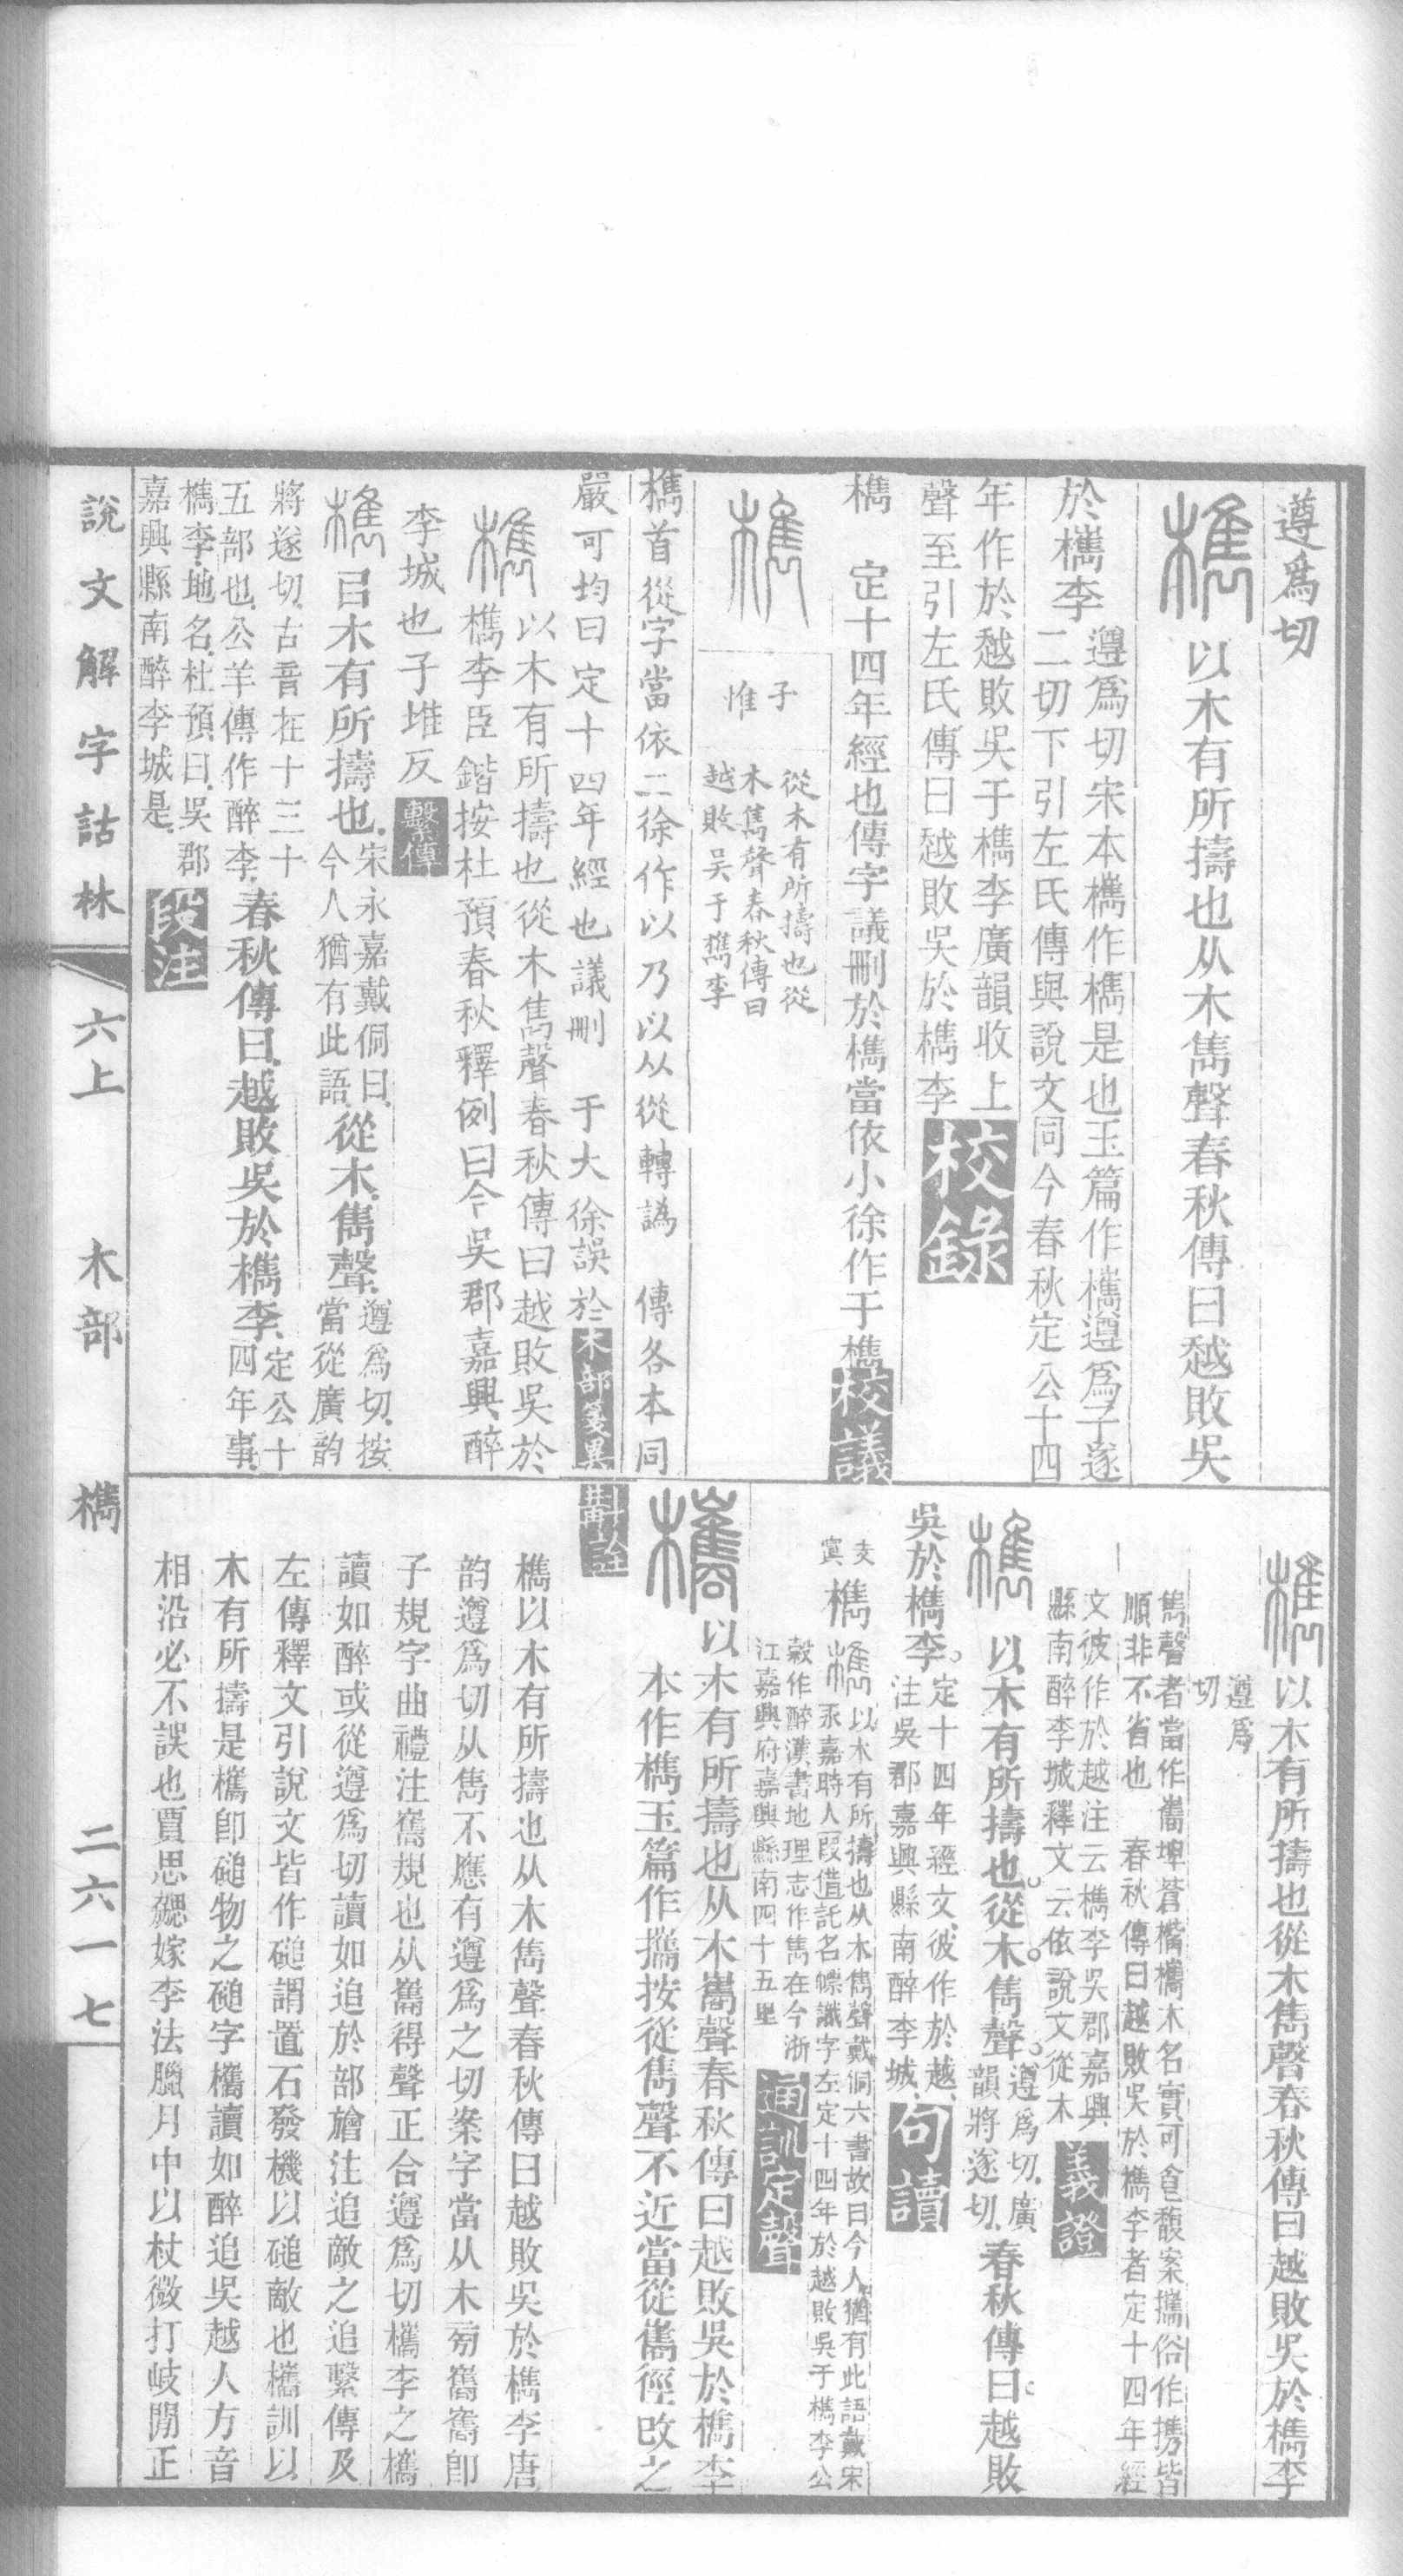 遵爲切
以木有所擣也从木雋聲春秋傳曰越敗吳
於檇李
遵爲切宋本檇作檇是也玉篇作檇遵爲子遂
二切下引左氏傳與說文同今春秋定公十四
年作於越敗吳于檇李廣韻收上
聲至引左氏傳曰越敗吳於檇李
校錄
檇 定十四年經也傳字議刪於檇當依小徐作于檇
校議
子
惟
從木有所擣也從
木雋聲春秋傳曰
越敗吴于檇李
檇首從字當依二徐作以乃以从從轉譌 傳各本同
嚴可均曰定十四年經也議刪 于大徐誤於
木部箋異
以木有所擣也從木雋聲春秋傳曰越敗吳於
檇李臣鍇按杜預春秋釋例曰今吳郡嘉興醉
李城也子堆反
繫傳
㠯木有所擣也
宋永嘉戴侗曰
今人猶有此語
從木雋聲
遵爲切按
當從廣韵
將遂切古音在十三十
五部也公羊傳作醉李
春秋傳曰越敗吳於檇李
定公十
四年事
檇李地名杜預曰吳郡
嘉興縣南醉李城是
段注
以木有所擣也從木雋聲春秋傳曰越敗吳於檇李
遵爲
切
順非不省也 春秋傳曰越敗吳於檇李者定十四年經
文彼作於越注云檇李吳郡嘉興
縣南醉李城釋文云依說文從木
義證
以木有所擣也從木雋聲
遵爲切廣
韻將遂切
春秋傳曰越敗
吳於檇李
定十四年經文彼作於越
注吳郡嘉興縣南醉李城
句讀
檇
以木有所擣也从木雋聲戴侗六書故曰今人猶有此語戴宋
永嘉時人叚借託名幖識字左定十四年於越敗吳于檇李公
穀作醉漢書地理志作雋在今浙
江嘉興府嘉興縣南四十五里
通訓定聲
以木有所擣也从木巂聲春秋傳曰越敗吳於檇李
本作檇玉篇作㩗按從雋聲不近當從巂徑改之
斠詮
檇以木有所擣也从木雋聲春秋傳曰越敗吳於檇李唐
韵遵爲切从雋不應有遵爲之切案字當从木旁巂巂卽
子規字曲禮注巂規也从巂得聲正合遵爲切檇李之檇
讀如醉或從遵爲切讀如追於部旝注追敵之追繫傳及
左傳釋文引說文皆作磓謂置石發機以磓敵也檇訓以
木有所擣是檇卽磓物之磓字檇讀如醉追吳越人方音
相沿必不誤也賈思勰嫁李法臘月中以杖微打岐閒正
說文解字詁林 六上 木部 檇 二六一七